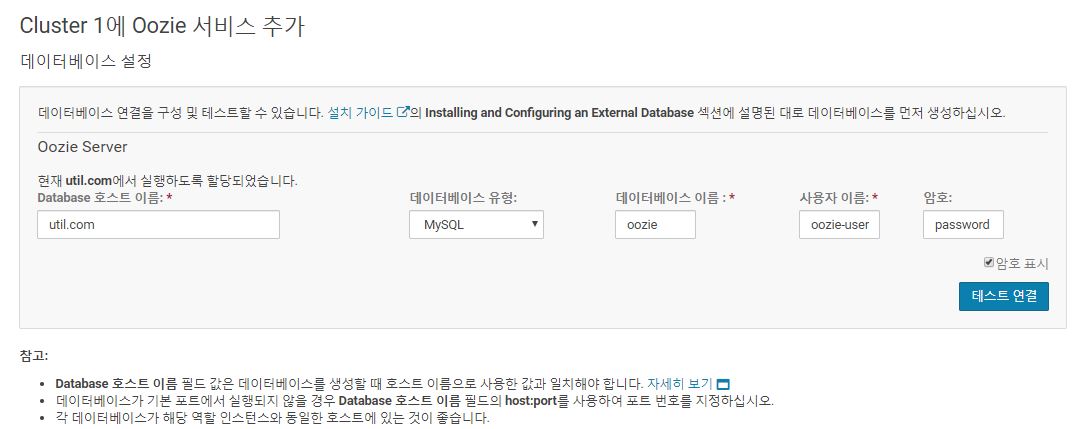 Cluster 1에 Oozie 서비스 추가
데이터베이스 설정
데이터베이스 연결을 구성 및 테스트할 수 있습니다. 설치 가이드의 Installing and Configuring an External Database 섹션에 설명된 대로 데이터베이스를 먼저 생성하십시오.
Oozie Server
현재 util.com에서 실행하도록 할당되었습니다.
Database 호스트 이름: * 데이터베이스 유형: 데이터베이스 이름 : * 사용자 이름: * 암호:
util.com MySQL oozie oozie-user password
암호 표시
테스트 연결
참고:
• Database 호스트 이름 필드 값은 데이터베이스를 생성할 때 호스트 이름으로 사용한 값과 일치해야 합니다. 자세히 보기
• 데이터베이스가 기본 포트에서 실행되지 않을 경우 Database 호스트 이름 필드의 host:port를 사용하여 포트 번호를 지정하십시오.
• 각 데이터베이스가 해당 역할 인스턴스와 동일한 호스트에 있는 것이 좋습니다.